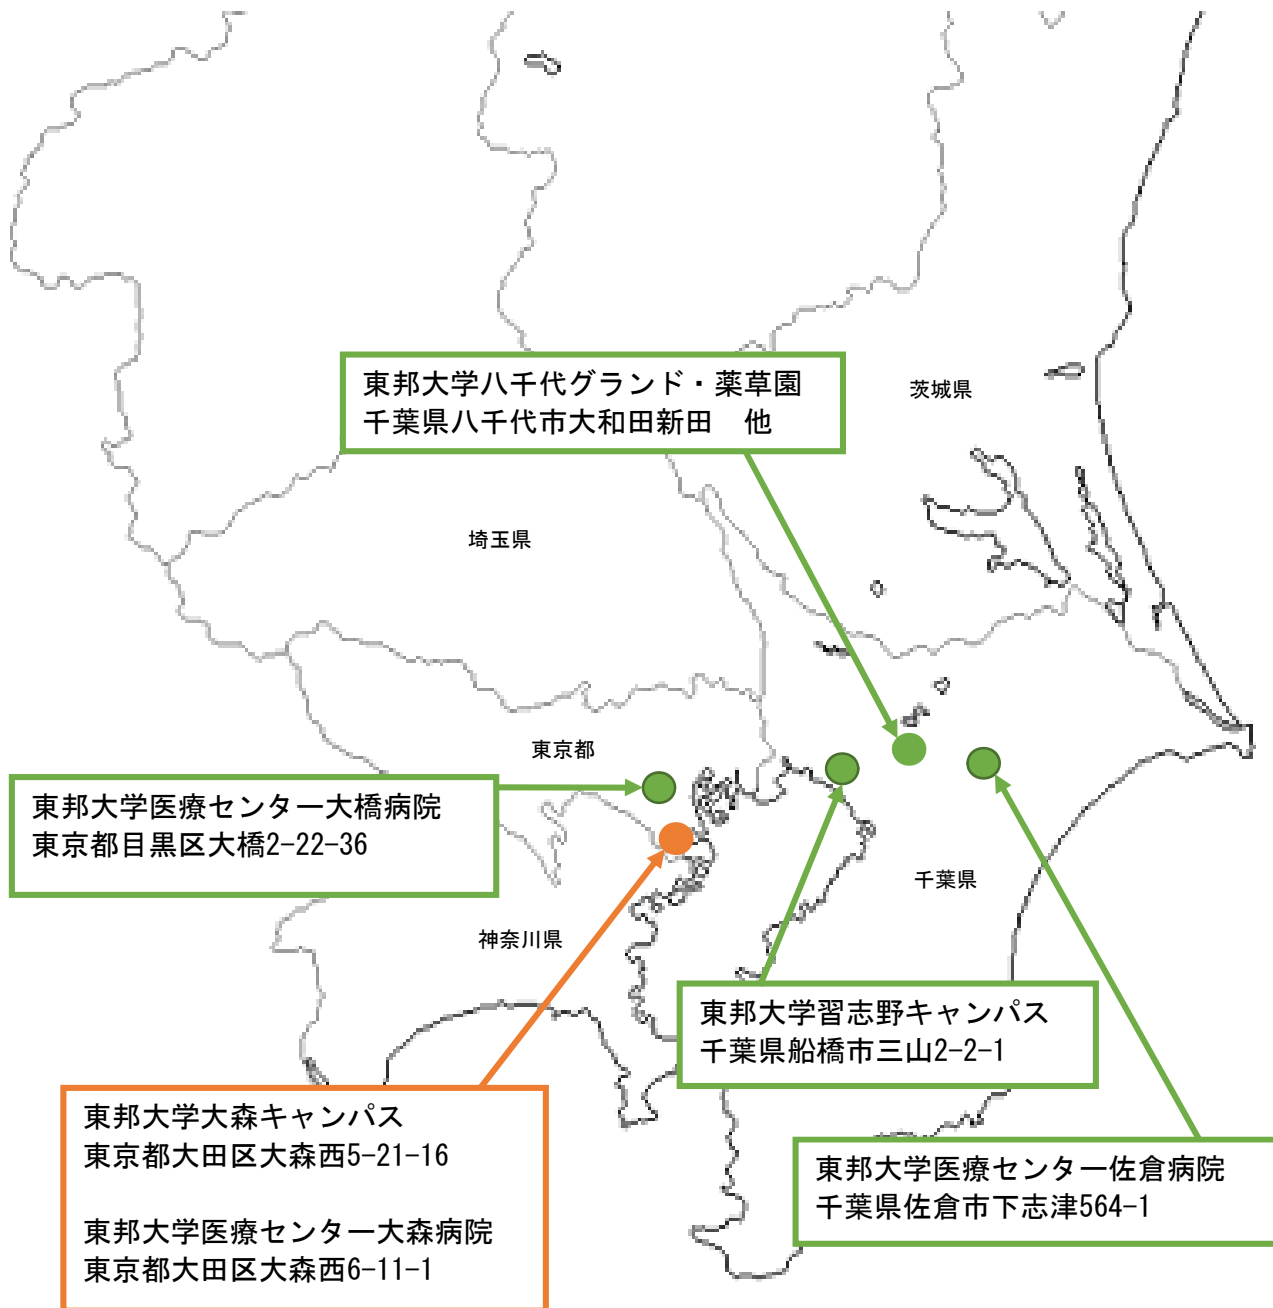 東邦大学八千代グランド・薬草園
千葉県八千代市大和田新田　他
茨城県
埼玉県
東京都
東邦大学医療センター大橋病院
東京都目黒区大橋2-22-36
千葉県
神奈川県
東邦大学習志野キャンパス
千葉県船橋市三山2-2-1
東邦大学大森キャンパス
東京都大田区大森西5-21-16
東邦大学医療センター大森病院
東京都大田区大森西6-11-1
東邦大学医療センター佐倉病院
千葉県佐倉市下志津564-1